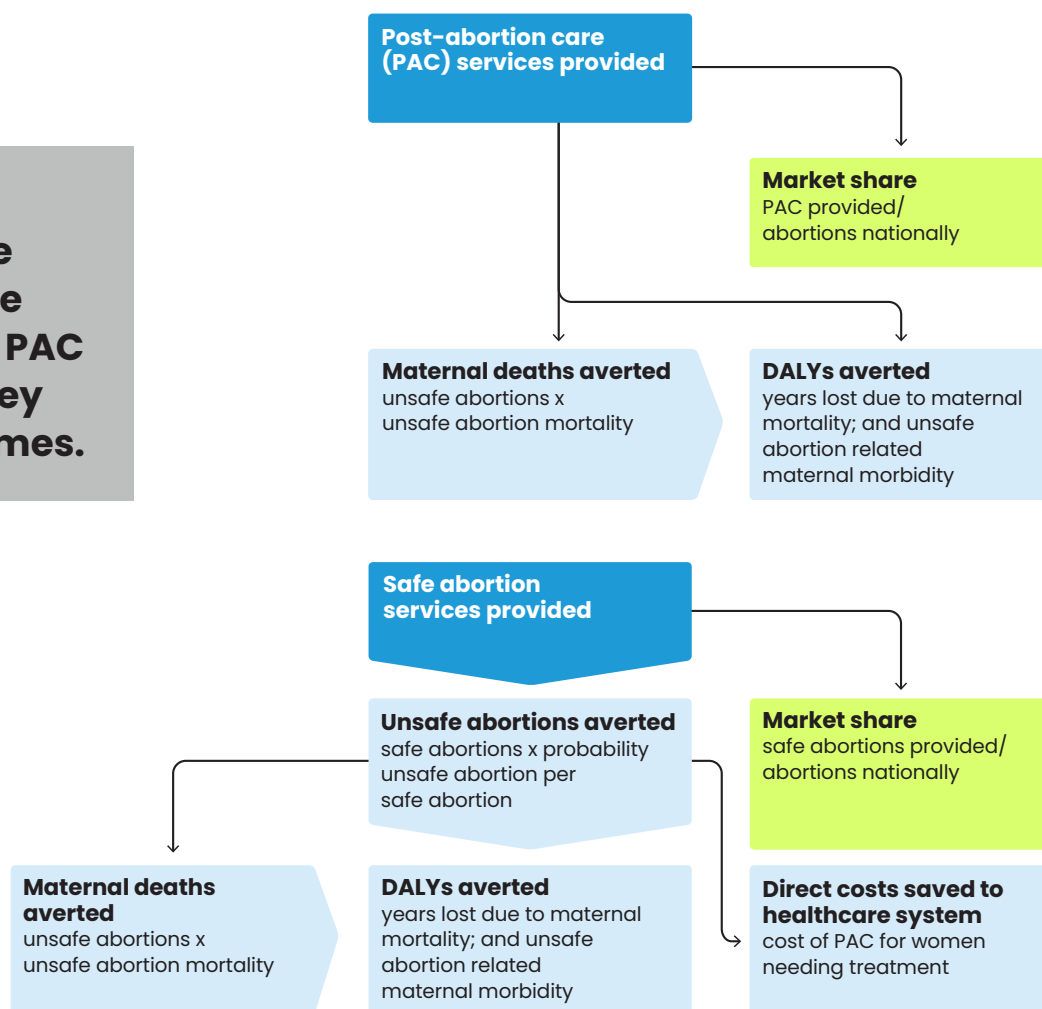 Post-abortion care
(PAC) services provided
Market share
PAC provided/
abortions nationally
PAC
Maternal deaths averted
unsafe abortions x
unsafe abortion mortality
DALYs averted
years lost due to maternal
mortality; and unsafe
abortion related
maternal morbidity
Safe abortion
services provided
Unsafe abortions averted
safe abortions x probability
unsafe abortion per
safe abortion
Market share
safe abortions provided/
abortions nationally
Maternal deaths
averted
unsafe abortions x
unsafe abortion mortality
DALYs averted
years lost due to maternal
mortality; and unsafe
abortion related
maternal morbidity
Direct costs saved to
healthcare system
cost of PAC for women
needing treatment